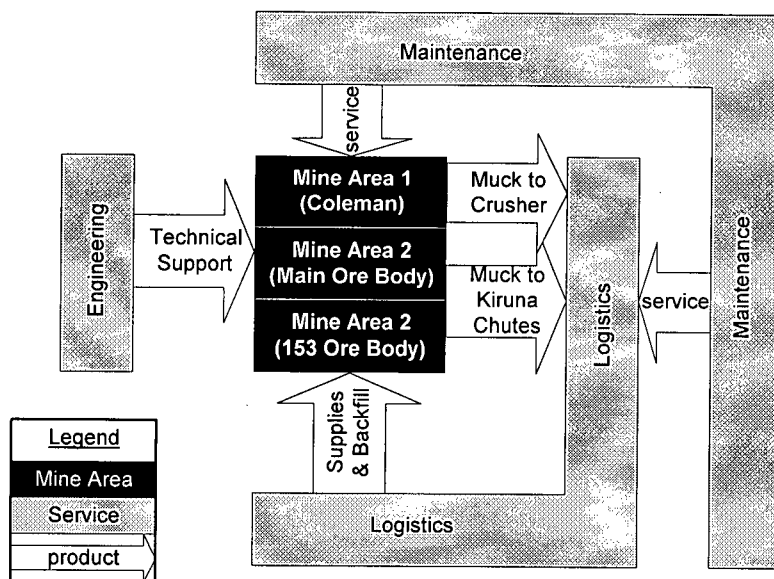 Maintenance
service
Mine Area 1
(Coleman)
Muck to
Crusher
Engineering
Technical
Support
Mine Area 2
(Main Ore Body)
Muck to
Kiruna
Chutes
Mine Area 2
(153 Ore Body)
Logistics
service
Maintenance
Supplies
& Backfill
Logistics
Legend
Mine Area
Service
product